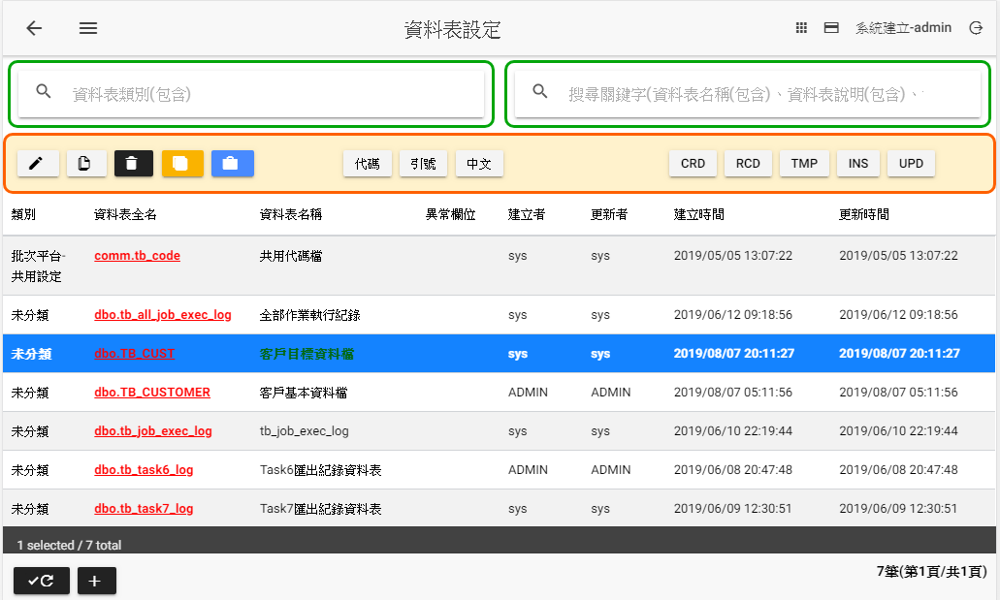 資料表設定
系統建立-admin
資料表類別(包含)
搜尋關鍵字(資料表名稱(包含)、資料表說明(包含)、
代碼 引號 中文 CRD RCD TMP INS UPD
類別 資料表全名 資料表名稱 異常欄位 建立者 更新者 建立時間 更新時間
批次平台- comm.tb_code 共用代碼檔 sys sys 2019/05/05 13:07:22 2019/05/05 13:07:22
共用設定
未分類 dbo.tb_all_job_exec_log 全部作業執行紀錄 sys sys 2019/06/12 09:18:56 2019/06/12 09:18:56
未分類 dbo.TB_CUST 客戶目標資料檔 sys sys 2019/08/07 20:11:27 2019/08/07 20:11:27
未分類 dbo.TB_CUSTOMER 客戶基本資料檔 ADMIN ADMIN 2019/08/07 05:11:56 2019/08/07 05:11:56
未分類 dbo.tb_job_exec_log tb_job_exec_log sys sys 2019/06/10 22:19:44 2019/06/10 22:19:44
未分類 dbo.tb_task6_log Task6匯出紀錄資料表 ADMIN ADMIN 2019/06/08 20:47:48 2019/06/08 20:47:48
未分類 dbo.tb_task7_log Task7匯出紀錄資料表 sys sys 2019/06/09 12:30:51 2019/06/09 12:30:51
1 selected / 7 total
7筆(第1頁/共1頁)